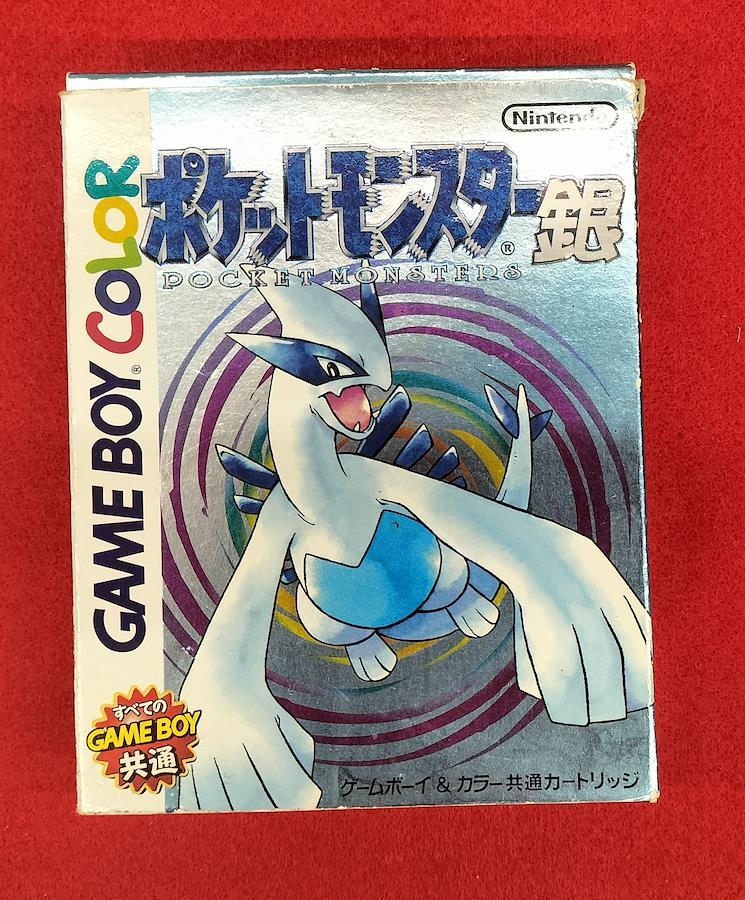 Nintendo
ポケットモンスター銀
®
POCKET MONSTERS
GAME BOY COLOR
®
すべての
GAME BOY
共通
ゲームボーイ & カラー共通カートリッジ